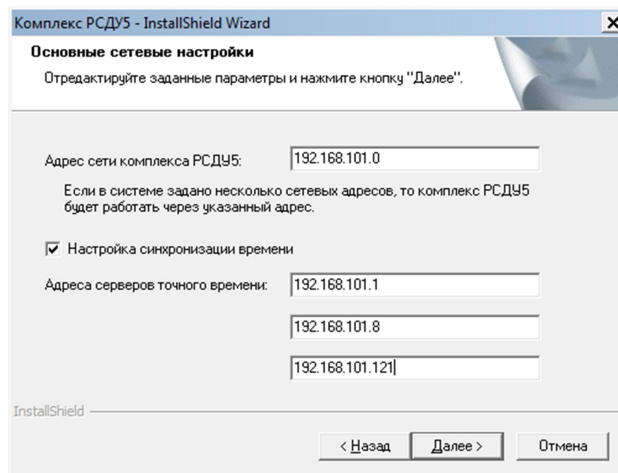 Комплекс РСДУ5 - InstallShield Wizard
Основные сетевые настройки
Отредактируйте заданные параметры и нажмите кнопку "Далее".
Адрес сети комплекса РСДУ5:
192.168.101.0
Если в системе задано несколько сетевых адресов, то комплекс РСДУ5
будет работать через указанный адрес.
Настройка синхронизации времени
Адреса серверов точного времени:
192.168.101.1
192.168.101.8
192.168.101.121
InstallShield
< Назад
Далее >
Отмена